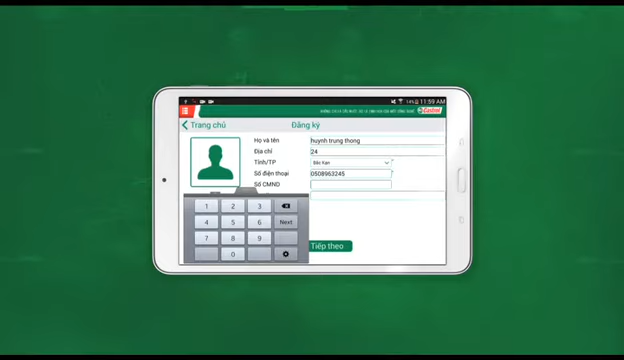 11:59 AM
Castrol
Trang chủ
Đăng ký
Họ và tên
huynh trung thong
Địa chỉ
24
Tỉnh/TP
Bắc Kạn
Số điện thoại
0508963245
Số CMND
1 2 3
4 5 6 Next
7 8 9
0
Tiếp theo